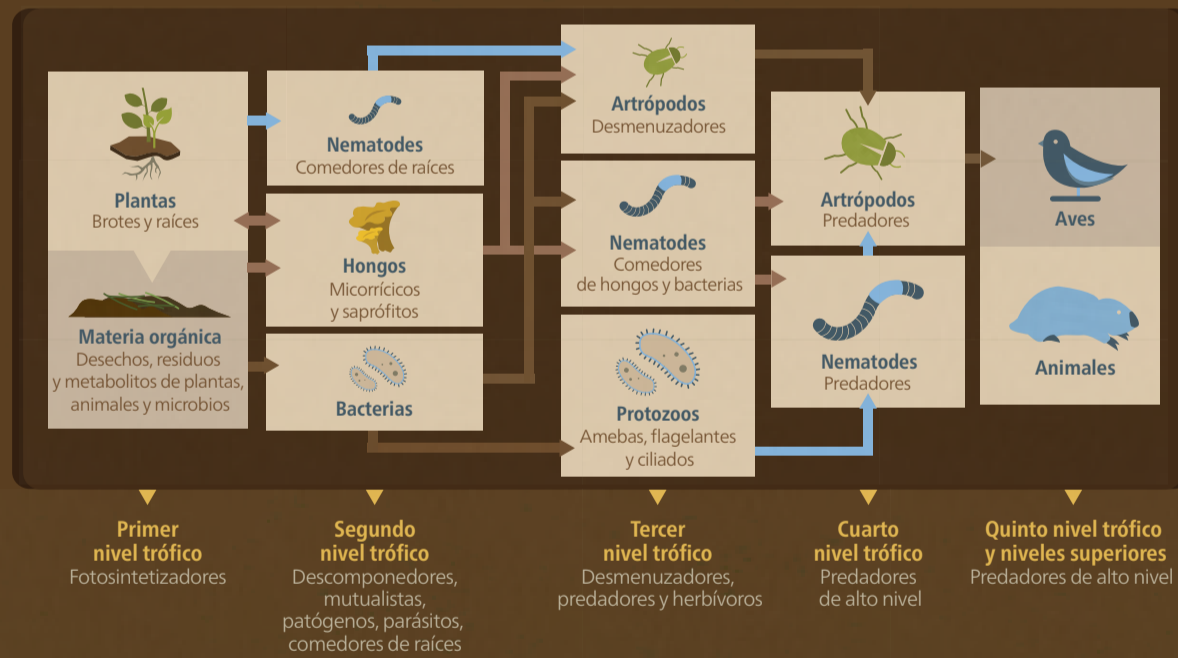 Plantas
Brotes y raíces
Materia orgánica
Desechos, residuos
y metabolitos de plantas,
animales y microbios
Nematodes
Comedores de raíces
Hongos
Micorrícicos
y saprófitos
Bacterias
Artrópodos
Desmenuzadores
Nematodes
Comedores
de hongos y bacterias
Protozoos
Amebas, flagelantes
y ciliados
Artrópodos
Predadores
Nematodes
Predadores
Aves
Animales
Primer
nivel trófico
Fotosintetizadores
Segundo
nivel trófico
Descomponedores,
mutualistas,
patógenos, parásitos,
comedores de raíces
Tercer
nivel trófico
Desmenuzadores,
predadores y herbívoros
Cuarto
nivel trófico
Predadores
de alto nivel
Quinto nivel trófico
y niveles superiores
Predadores de alto nivel